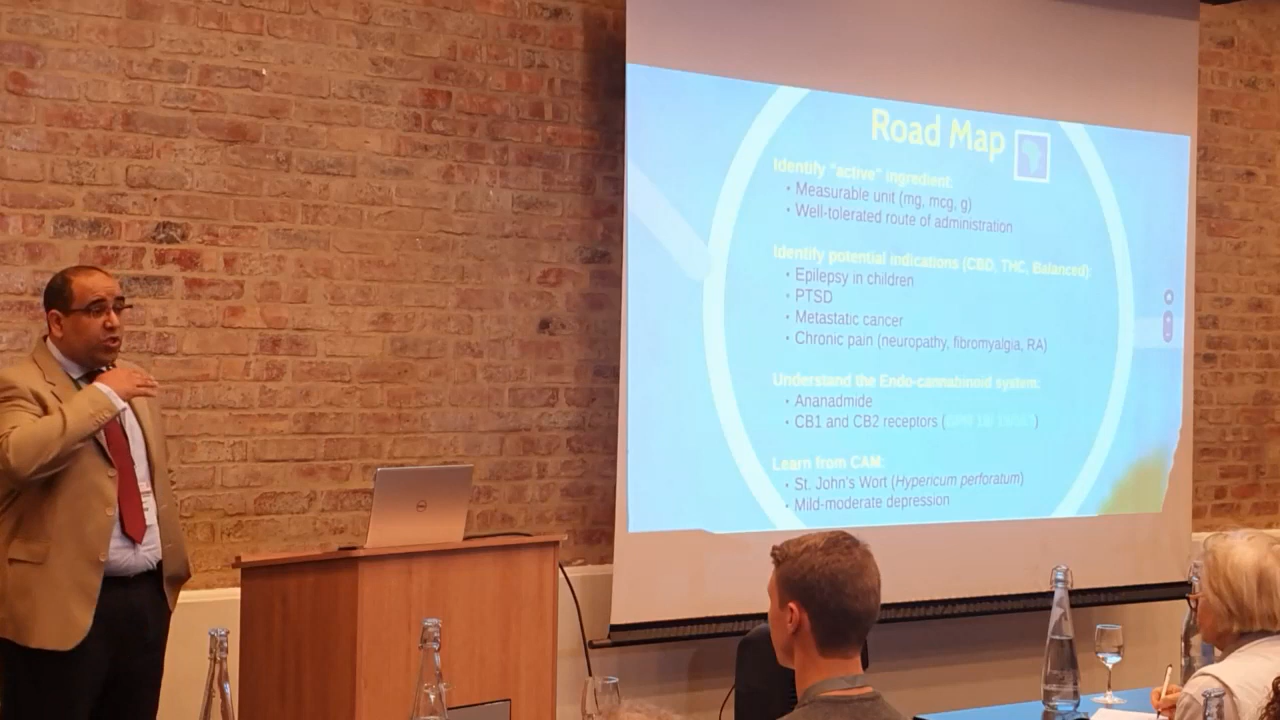 Road Map
Identify "active" ingredient:
• Measurable unit (mg, mcg, g)
• Well-tolerated route of administration
Identify potential indications (CBD, THC, Balanced):
• Epilepsy in children
• PTSD
• Metastatic cancer
• Chronic pain (neuropathy, fibromyalgia, RA)
Understand the Endo-cannabinoid system:
• Ananadmide
• CB1 and CB2 receptors (
Learn from CAM:
• St. John's Wort (Hypericum perforatum)
• Mild-moderate depression
DELL